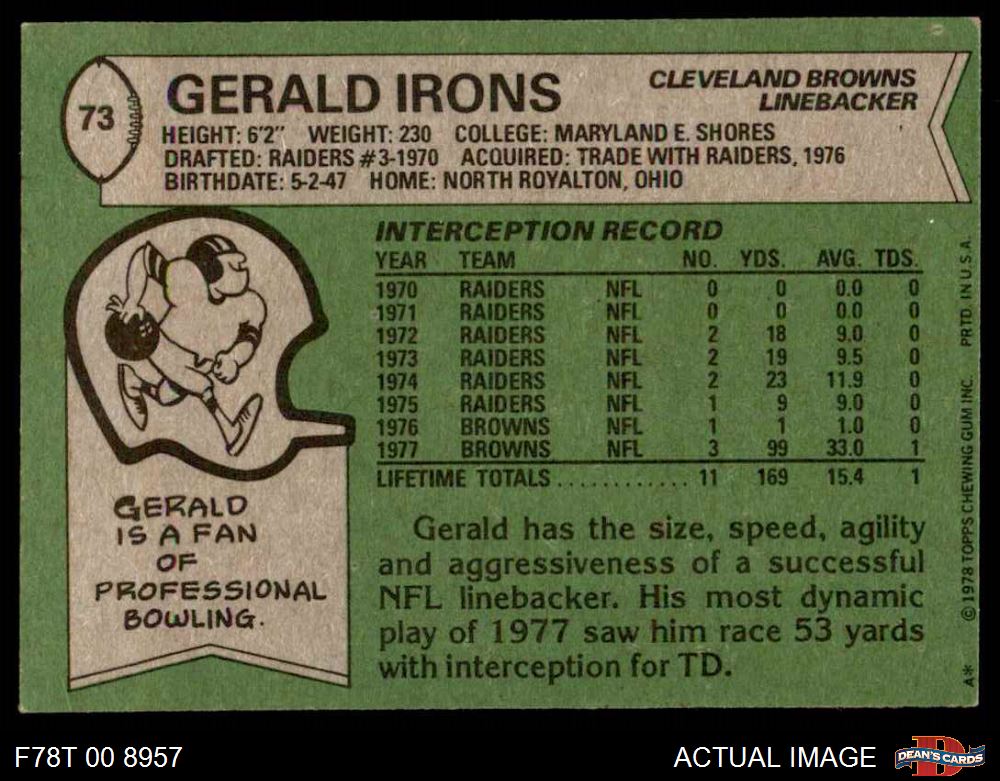 73
GERALD IRONS
CLEVELAND BROWNS
LINEBACKER
HEIGHT: 6'2" WEIGHT: 230 COLLEGE: MARYLAND E. SHORES
DRAFTED: RAIDERS #3-1970 ACQUIRED: TRADE WITH RAIDERS, 1976
BIRTHDATE: 5-2-47 HOME: NORTH ROYALTON, OHIO
INTERCEPTION RECORD
YEAR TEAM NO. YDS. AVG. TDS.
1970 RAIDERS NFL 0 0 0.0 0
1971 RAIDERS NFL 0 0 0.0 0
1972 RAIDERS NFL 2 18 9.0 0
1973 RAIDERS NFL 2 19 9.5 0
1974 RAIDERS NFL 2 23 11.9 0
1975 RAIDERS NFL 1 9 9.0 0
1976 BROWNS NFL 1 1 1.0 0
1977 BROWNS NFL 3 99 33.0 1
LIFETIME TOTALS ............ 11 169 15.4 1
GERALD
IS A FAN
OF
PROFESSIONAL
BOWLING.
Gerald has the size, speed, agility
and aggressiveness of a successful
NFL linebacker. His most dynamic
play of 1977 saw him race 53 yards
with interception for TD.
A* © 1978 TOPPS CHEWING GUM INC. PRTD. IN U.S.A.
F78T 00 8957
ACTUAL IMAGE
D
DEAN'S CARDS